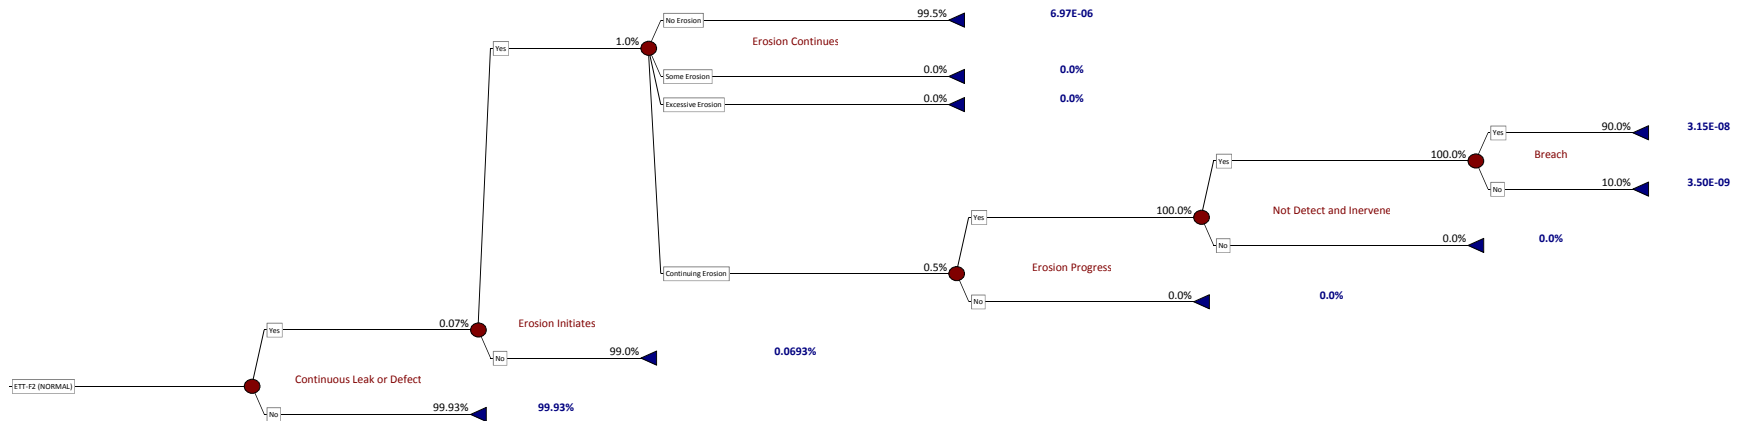 No Erosion 99.5% 6.97E-06
Erosion Continues
Yes 1.0%
Some Erosion 0.0% 0.0%
Excessive Erosion 0.0% 0.0%
Yes 90.0% 3.15E-08
Yes 100.0% Breach
No 10.0% 3.50E-09
Yes 100.0% Not Detect and Inervene
No 0.0% 0.0%
Continuing Erosion 0.5% Erosion Progress
No 0.0% 0.0%
Yes 0.07% Erosion Initiates
No 99.0% 0.0693%
ETT-F2 (NORMAL) Continuous Leak or Defect
No 99.93% 99.93%